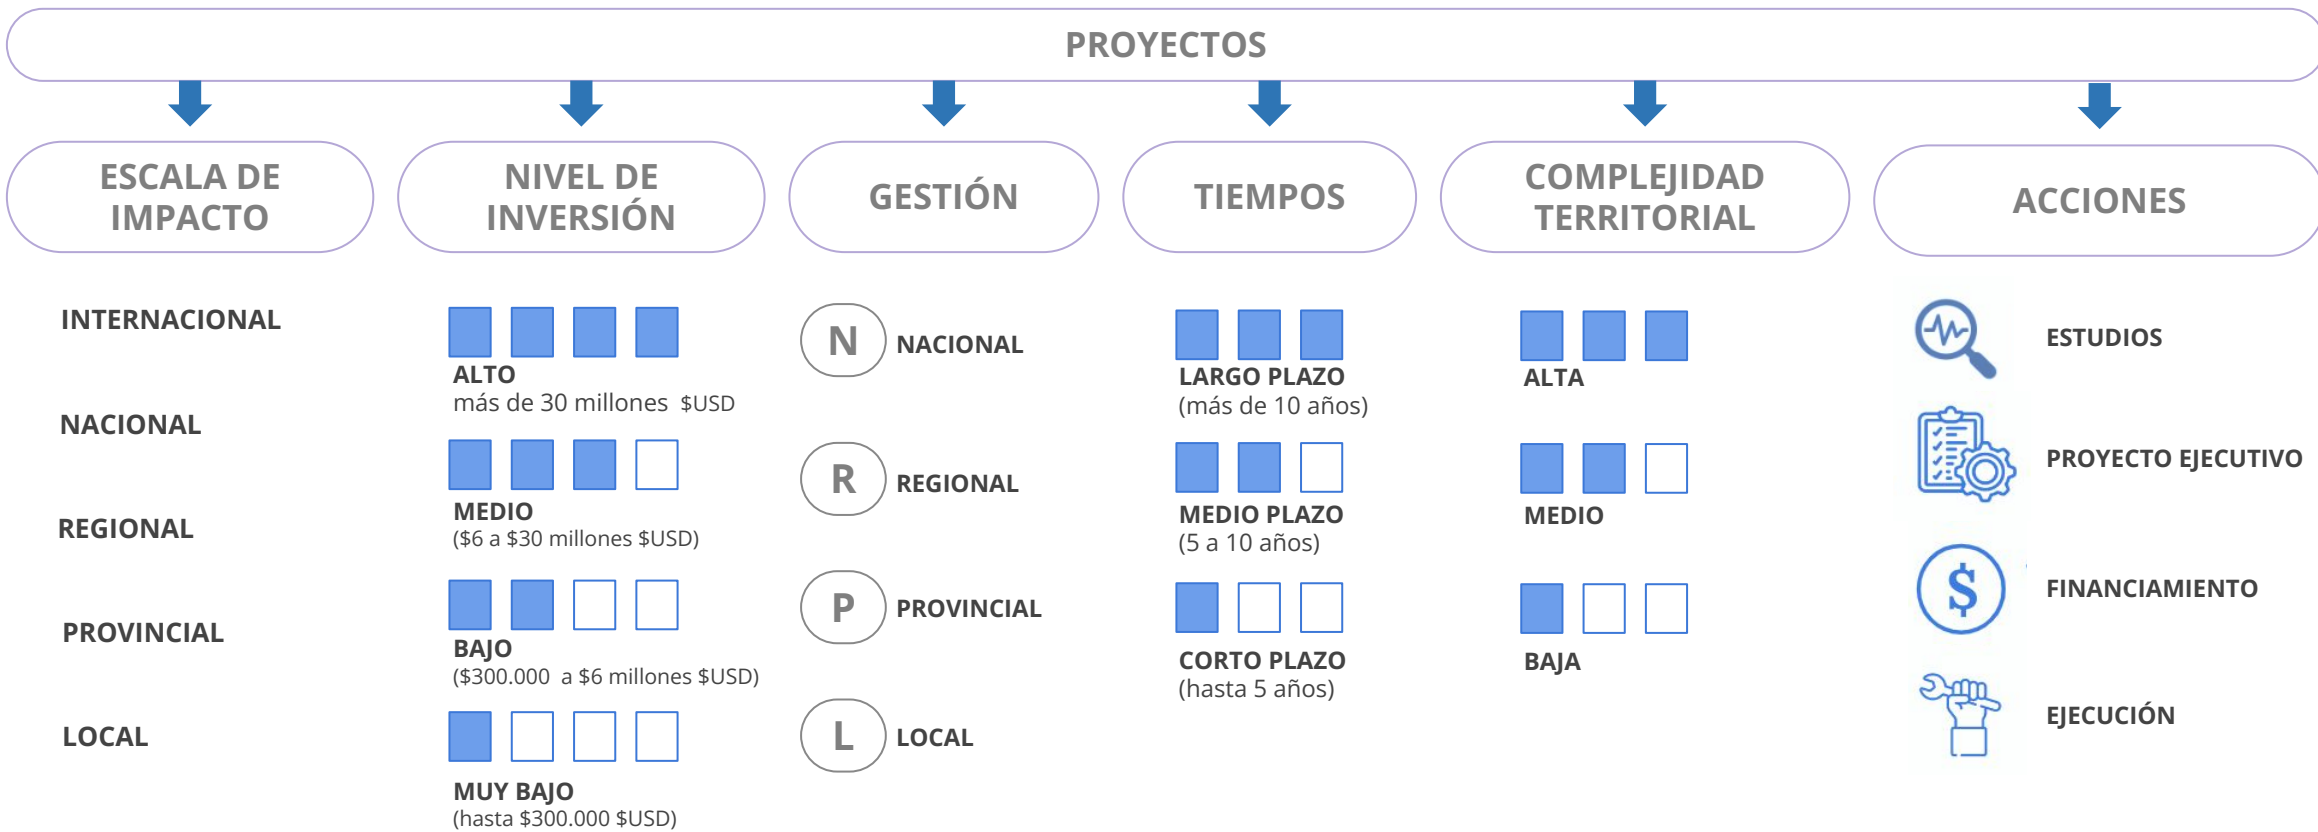 PROYECTOS
ESCALA DE
IMPACTO
INTERNACIONAL
NACIONAL
REGIONAL
PROVINCIAL
LOCAL
NIVEL DE
INVERSIÓN
ALTO
más de 30 millones $USD
MEDIO
($6 a $30 millones $USD)
BAJO
($300.000 a $6 millones $USD)
MUY BAJO
(hasta $300.000 $USD)
GESTIÓN
N NACIONAL
R REGIONAL
P PROVINCIAL
L LOCAL
TIEMPOS
LARGO PLAZO
(más de 10 años)
MEDIO PLAZO
(5 a 10 años)
CORTO PLAZO
(hasta 5 años)
COMPLEJIDAD
TERRITORIAL
ALTA
MEDIO
BAJA
ACCIONES
ESTUDIOS
PROYECTO EJECUTIVO
$ FINANCIAMIENTO
EJECUCIÓN